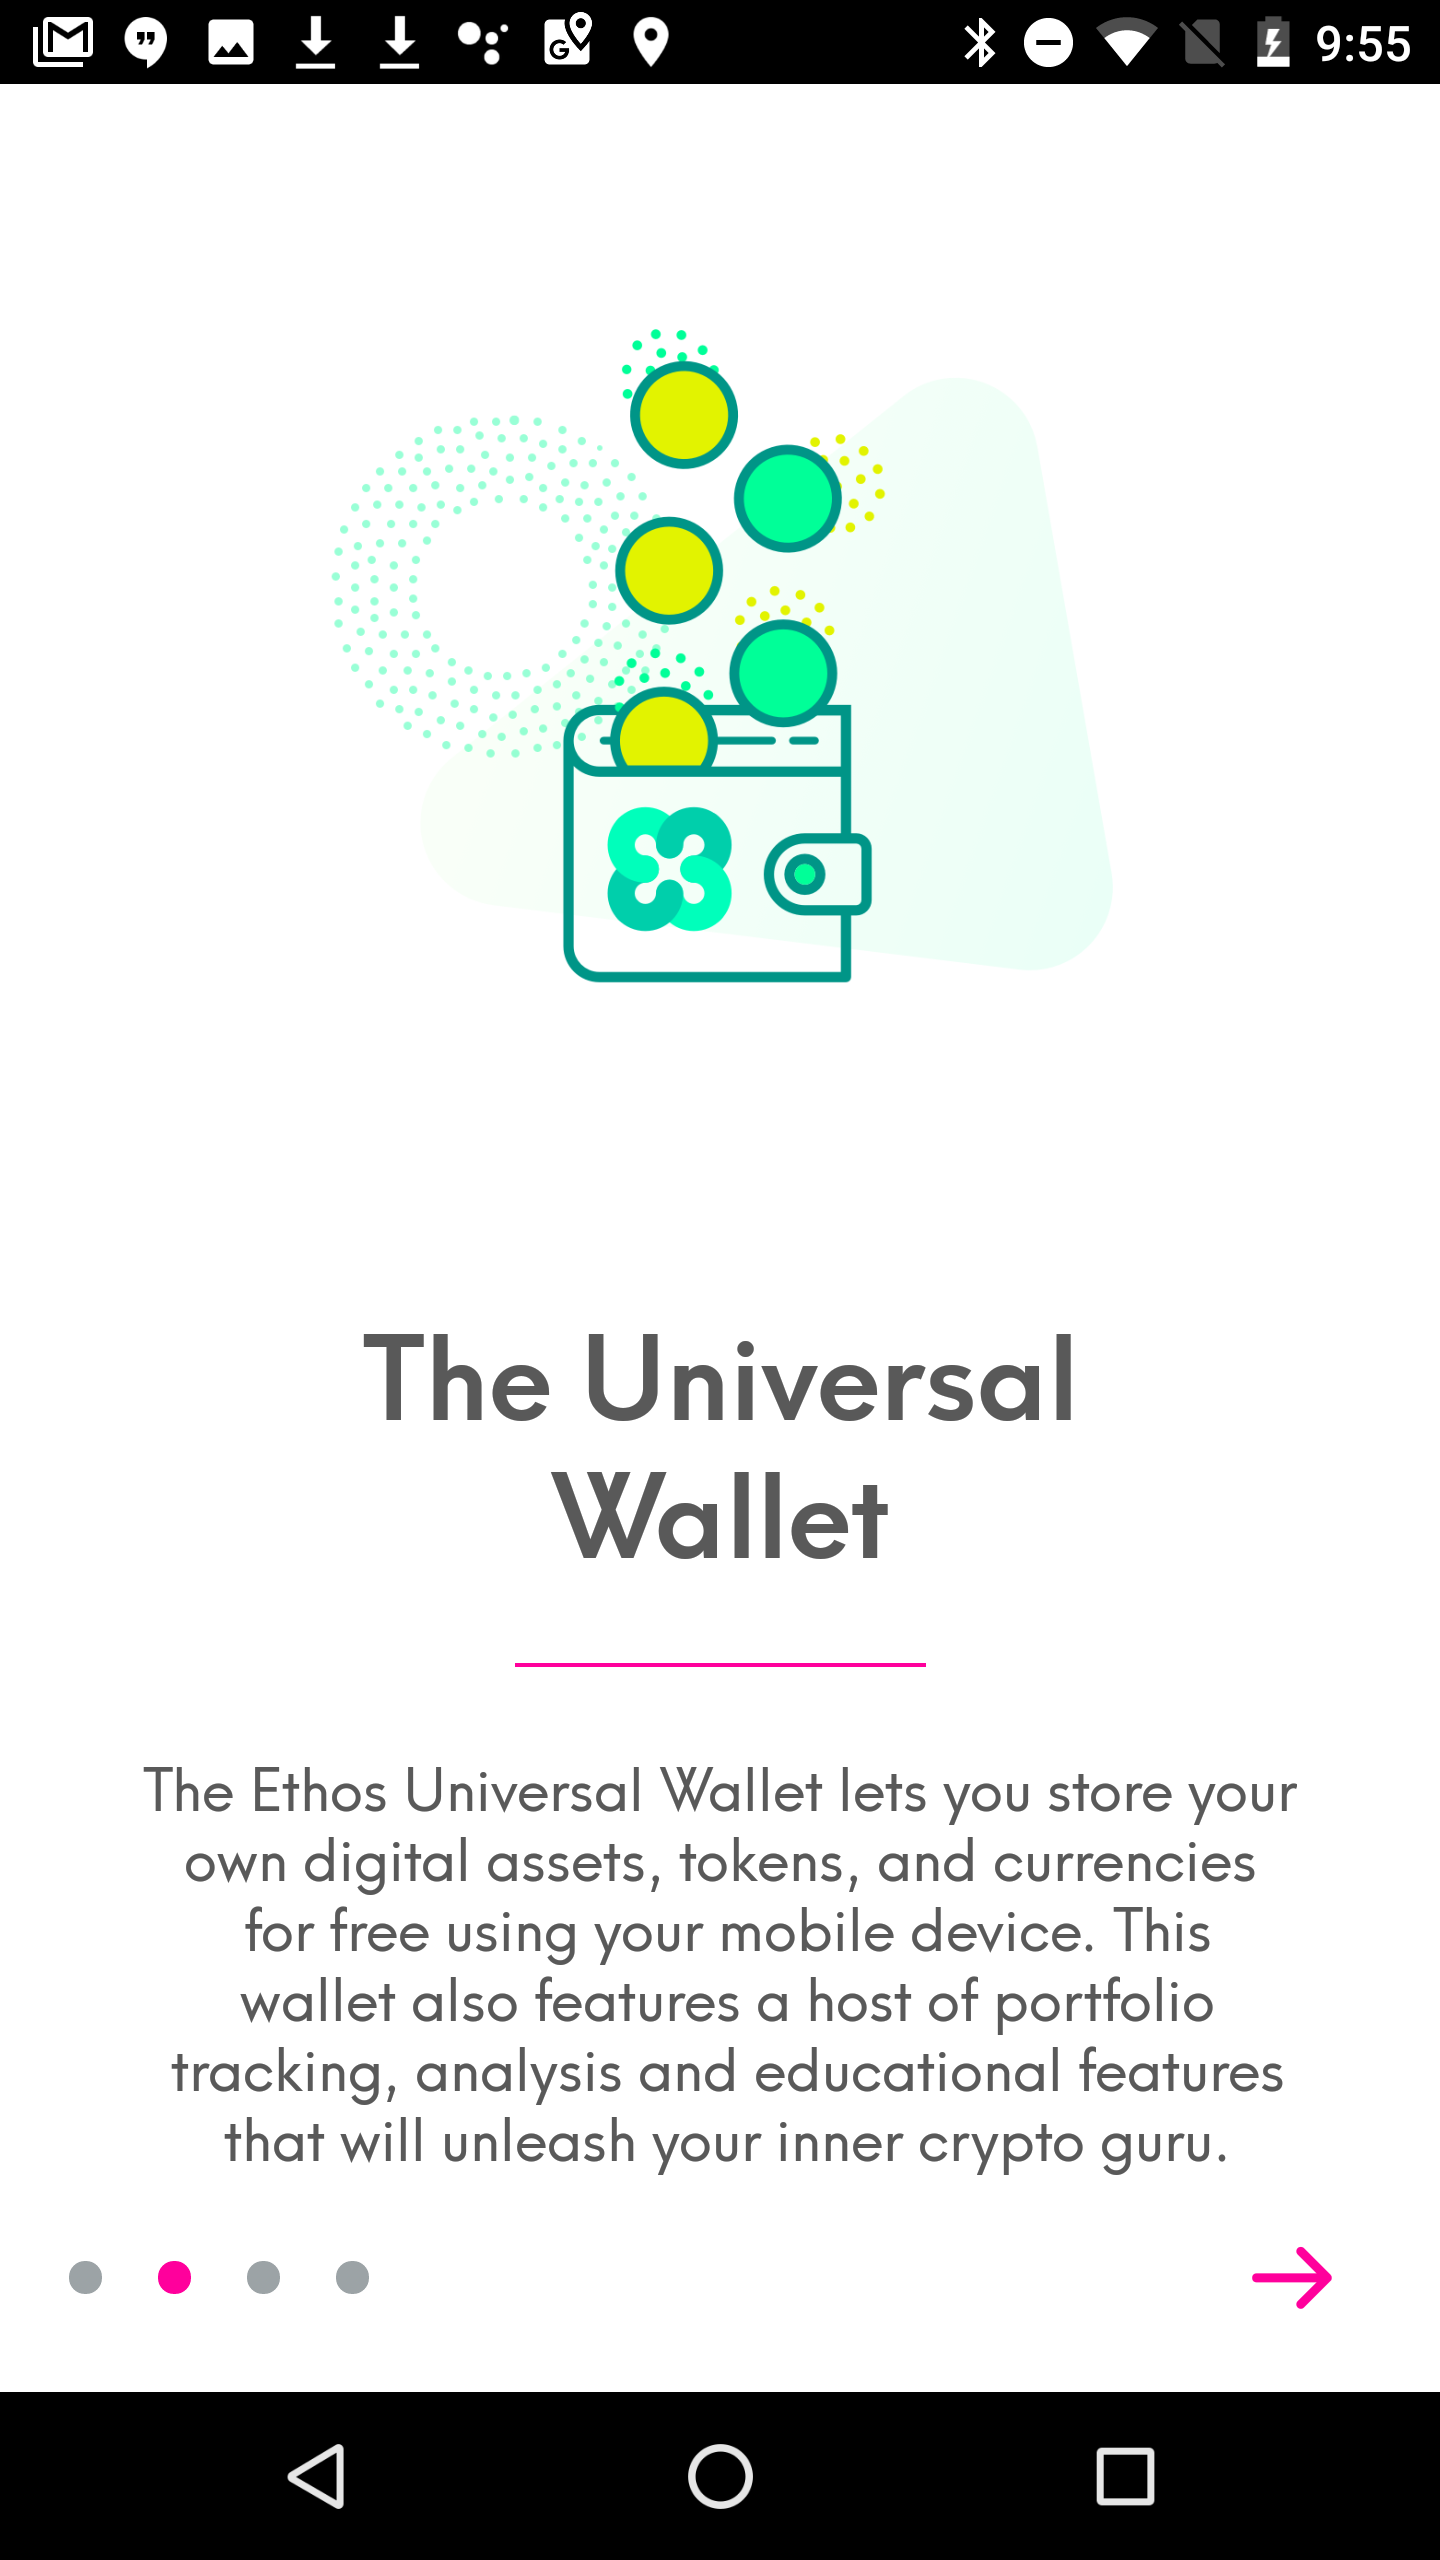 9:55
The Universal
Wallet
The Ethos Universal Wallet lets you store your
own digital assets, tokens, and currencies
for free using your mobile device. This
wallet also features a host of portfolio
tracking, analysis and educational features
that will unleash your inner crypto guru.